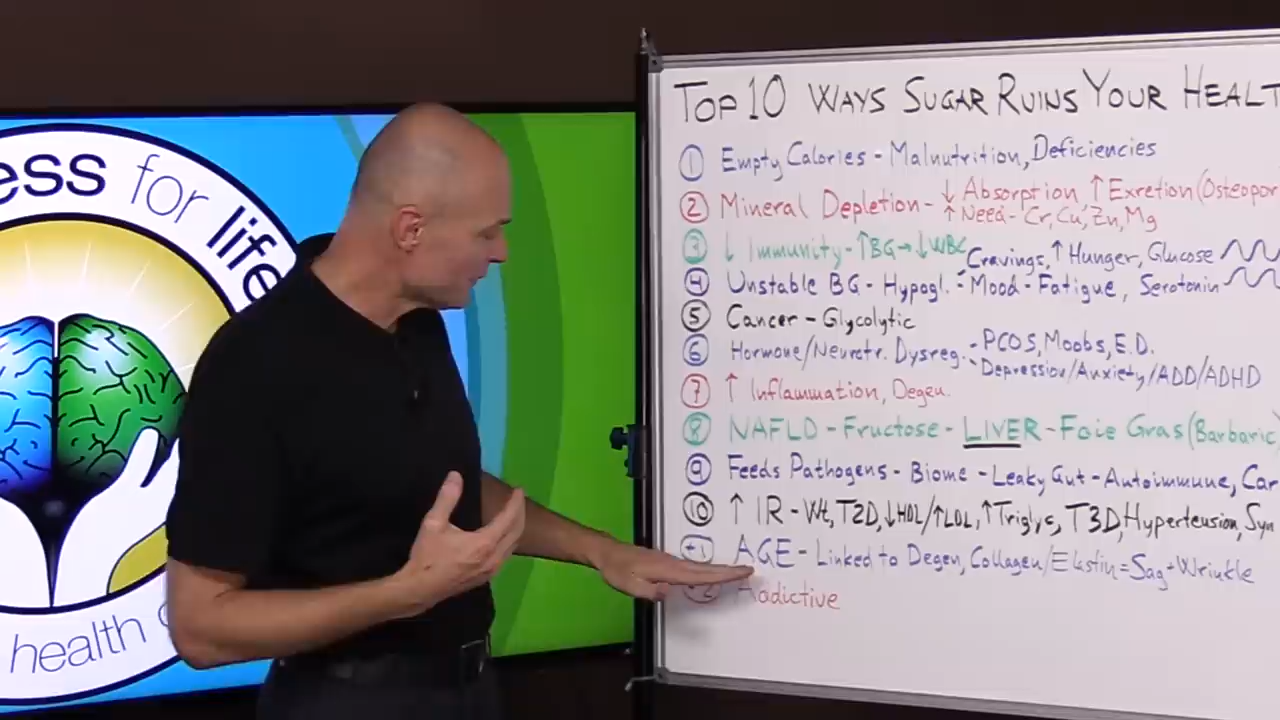 ess for life
health
TOP 10 WAYS SUGAR RUINS YOUR HEALT
1 Empty Calories - Malnutrition, Deficiencies
2 Mineral Depletion - ↓ Absorption, ↑ Exretion (Osteopor
↑ Need - Cr, Cu, Zn, Mg
3 ↓ Immunity - ↑BG → ↓WBC
Cravings, ↑ Hunger, Glucose
4 Unstable BG - Hypogl. - Mood - Fatigue, Serotonin
5 Cancer - Glycolytic
6 Hormone/Neurotr. Dysreg. - PCOS, Moobs, E.D.
- Depression/Anxiety/ADD/ADHD
7 ↑ Inflammation, Degen.
8 NAFLD - Fructose - LIVER - Foie Gras (Barbaric
9 Feeds Pathogens - Biome - Leaky Gut - Autoimmune, Car
10 ↑ IR - Wt, T2D, ↓HDL/↑LDL, ↑Triglyc, T3D, Hypertension, Syn
+1 AGE - Linked to Degen, Collagen/Elastin = Sag + Wrinkle
+2 Addictive